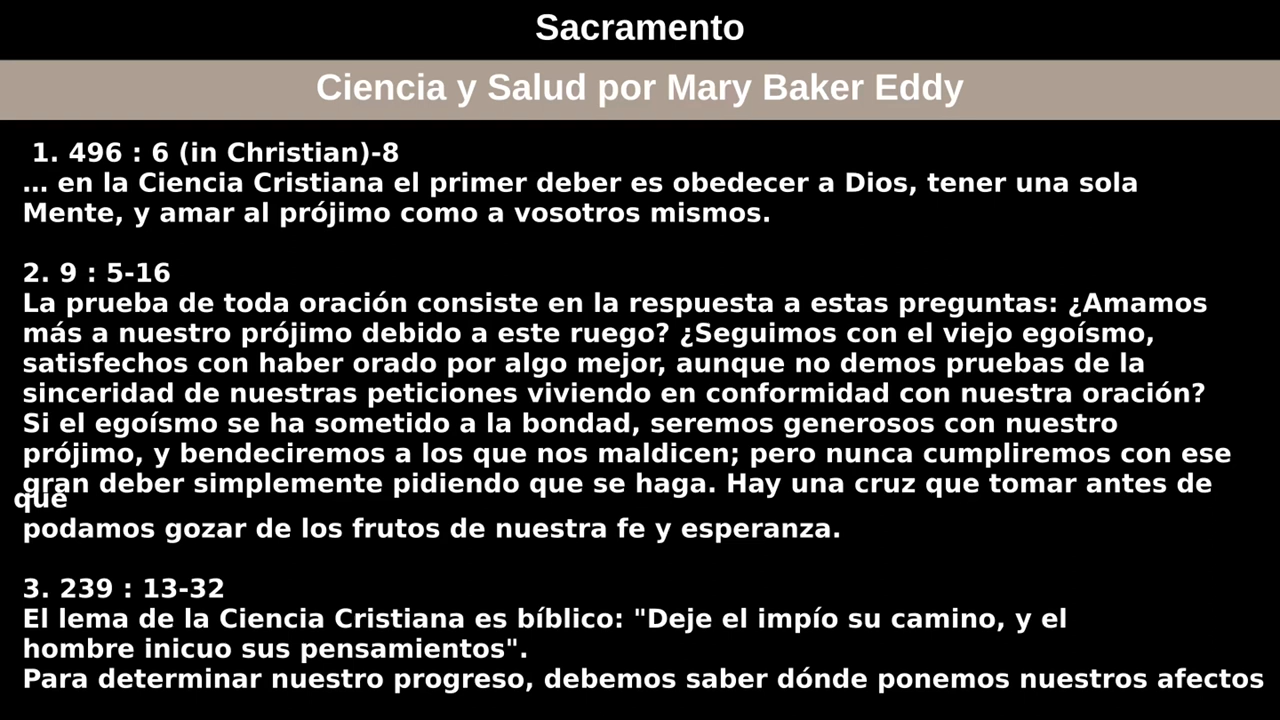 Sacramento
Ciencia y Salud por Mary Baker Eddy
1. 496 : 6 (in Christian)-8
… en la Ciencia Cristiana el primer deber es obedecer a Dios, tener una sola
Mente, y amar al prójimo como a vosotros mismos.
2. 9 : 5-16
La prueba de toda oración consiste en la respuesta a estas preguntas: ¿Amamos
más a nuestro prójimo debido a este ruego? ¿Seguimos con el viejo egoísmo,
satisfechos con haber orado por algo mejor, aunque no demos pruebas de la
sinceridad de nuestras peticiones viviendo en conformidad con nuestra oración?
Si el egoísmo se ha sometido a la bondad, seremos generosos con nuestro
prójimo, y bendeciremos a los que nos maldicen; pero nunca cumpliremos con ese
gran deber simplemente pidiendo que se haga. Hay una cruz que tomar antes de
que
podamos gozar de los frutos de nuestra fe y esperanza.
3. 239 : 13-32
El lema de la Ciencia Cristiana es bíblico: "Deje el impío su camino, y el
hombre inicuo sus pensamientos".
Para determinar nuestro progreso, debemos saber dónde ponemos nuestros afectos